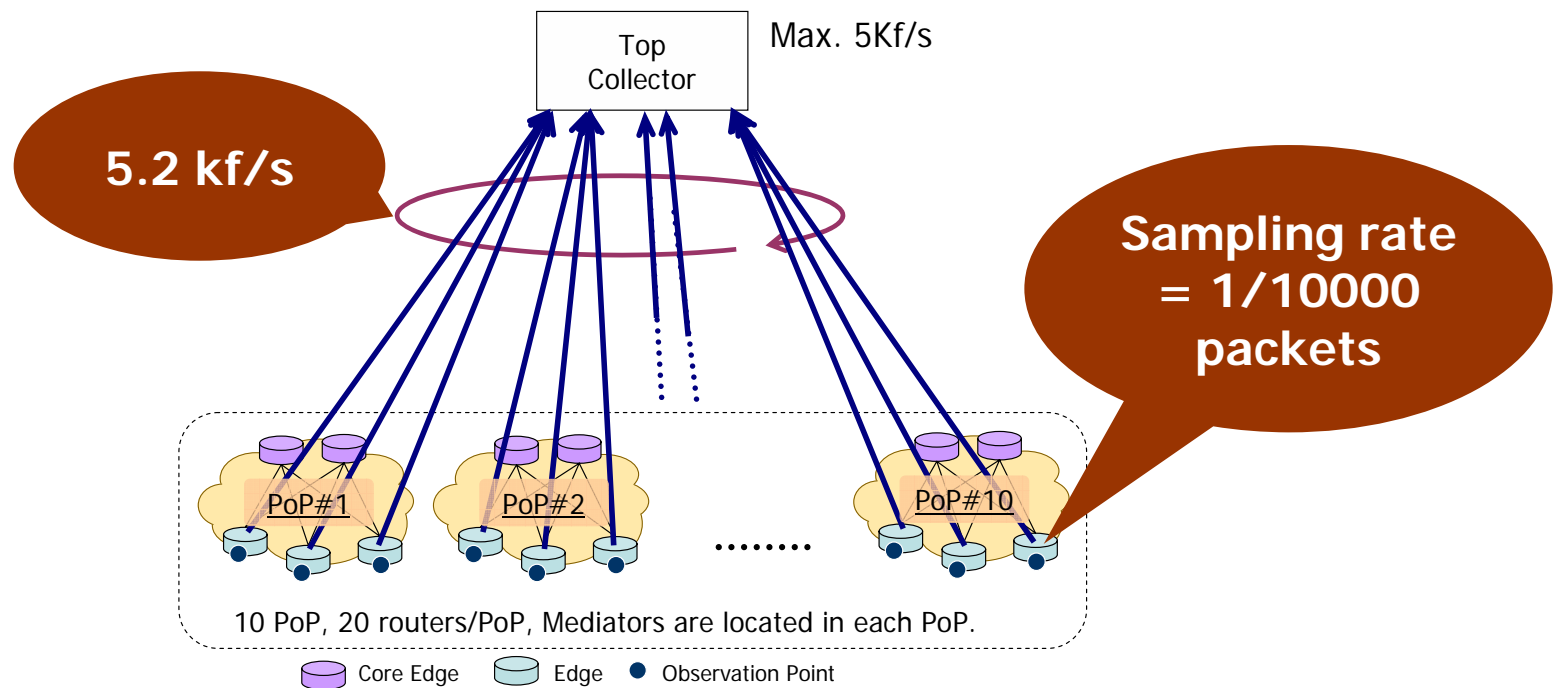 Top
Collector
Max. 5Kf/s
5.2 kf/s
Sampling rate
= 1/10000
packets
PoP#1
PoP#2
PoP#10
10 PoP, 20 routers/PoP, Mediators are located in each PoP.
Core Edge
Edge
Observation Point